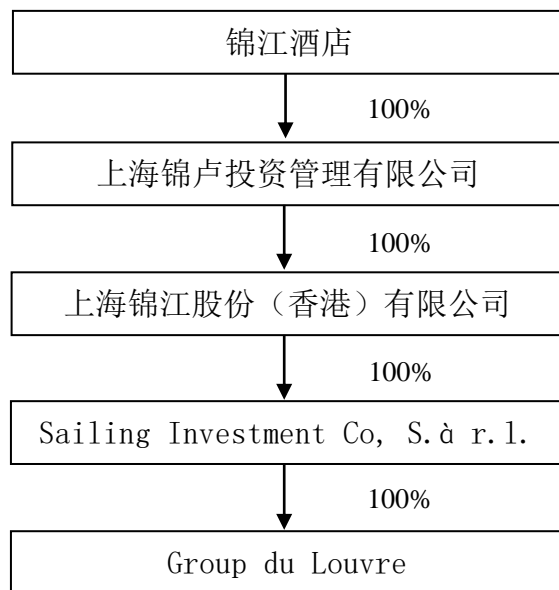 锦江酒店
100%
上海锦卢投资管理有限公司
100%
上海锦江股份（香港）有限公司
100%
Sailing Investment Co, S.à r.l.
100%
Group du Louvre